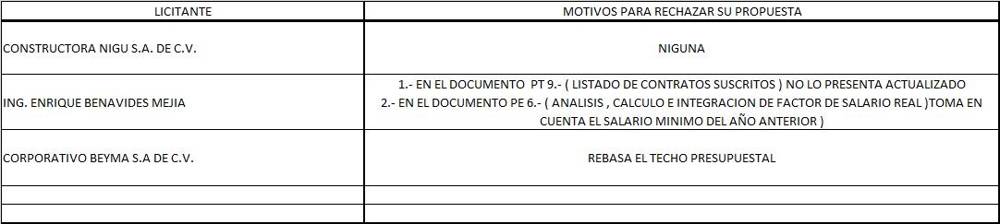 LICITANTE
MOTIVOS PARA RECHAZAR SU PROPUESTA
CONSTRUCTORA NIGU S.A. DE C.V.
NIGUNA
ING. ENRIQUE BENAVIDES MEJIA
1.- EN EL DOCUMENTO  PT 9.- ( LISTADO DE CONTRATOS SUSCRITOS ) NO LO PRESENTA ACTUALIZADO
2.- EN EL DOCUMENTO PE 6.- ( ANALISIS , CALCULO E INTEGRACION DE FACTOR DE SALARIO REAL )TOMA EN
CUENTA EL SALARIO MINIMO DEL AÑO ANTERIOR )
CORPORATIVO BEYMA S.A DE C.V.
REBASA EL TECHO PRESUPUESTAL